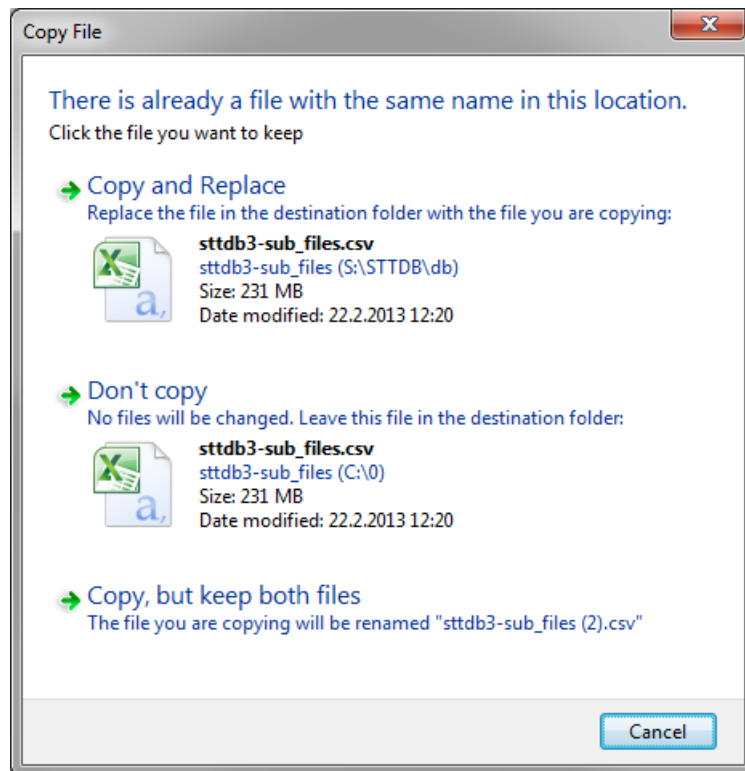 Copy File
There is already a file with the same name in this location.
Click the file you want to keep
Copy and Replace
Replace the file in the destination folder with the file you are copying:
sttdb3-sub_files.csv
sttdb3-sub_files (S:\STTDB\db)
Size: 231 MB
Date modified: 22.2.2013 12:20
a,
Don't copy
No files will be changed. Leave this file in the destination folder:
sttdb3-sub_files.csv
sttdb3-sub_files (C:\0)
Size: 231 MB
Date modified: 22.2.2013 12:20
a,
Copy, but keep both files
The file you are copying will be renamed "sttdb3-sub_files (2).csv"
Cancel